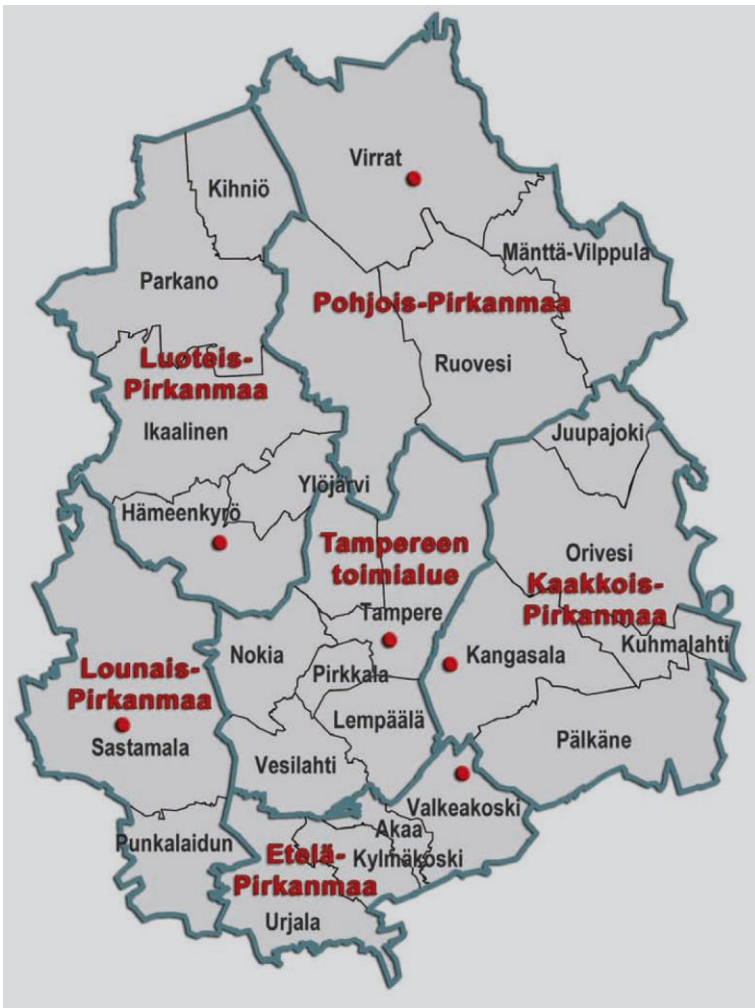 Virrat
Kihniö
Mänttä-Vilppula
Parkano
Pohjois-Pirkanmaa
Luoteis-
Pirkanmaa
Ruovesi
Ikaalinen
Juupajoki
Ylöjärvi
Hämeenkyrö
Tampereen
toimialue
Orivesi
Kaakkois-
Pirkanmaa
Tampere
Kuhmalahti
Nokia
Pirkkala
Kangasala
Lounais-
Pirkanmaa
Lempäälä
Sastamala
Pälkäne
Vesilahti
Valkeakoski
Punkalaidun
Akaa
Kylmäkoski
Etelä-
Pirkanmaa
Urjala